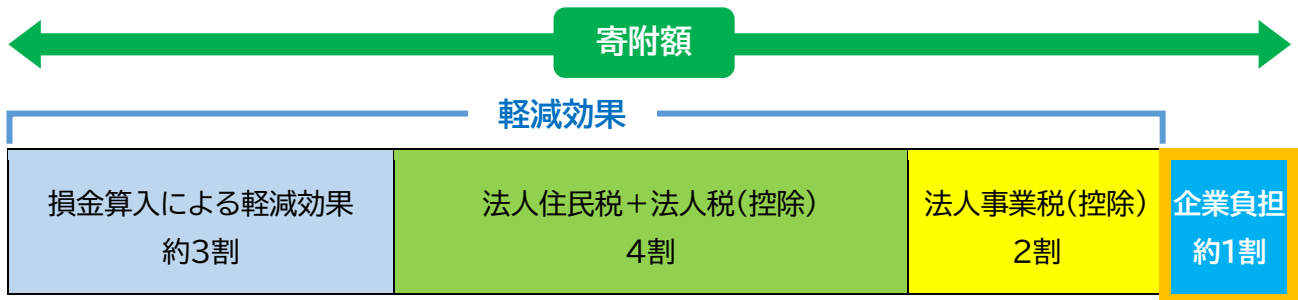 寄附額
軽減効果
損金算入による軽減効果
約3割
法人住民税＋法人税(控除)
4割
法人事業税(控除)
2割
企業負担
約1割